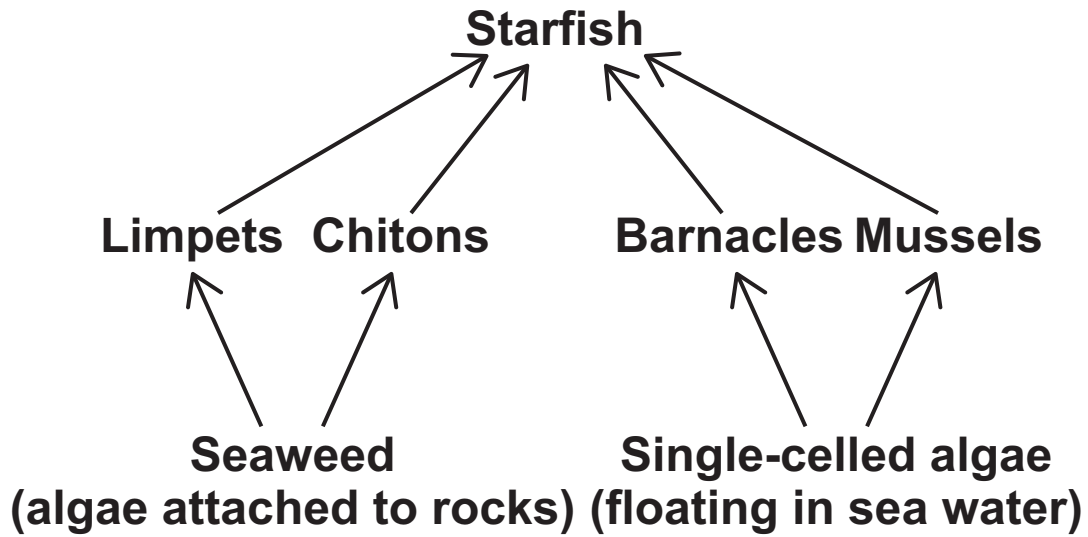 Starfish
Limpets Chitons Barnacles Mussels
Seaweed Single-celled algae
(algae attached to rocks) (floating in sea water)